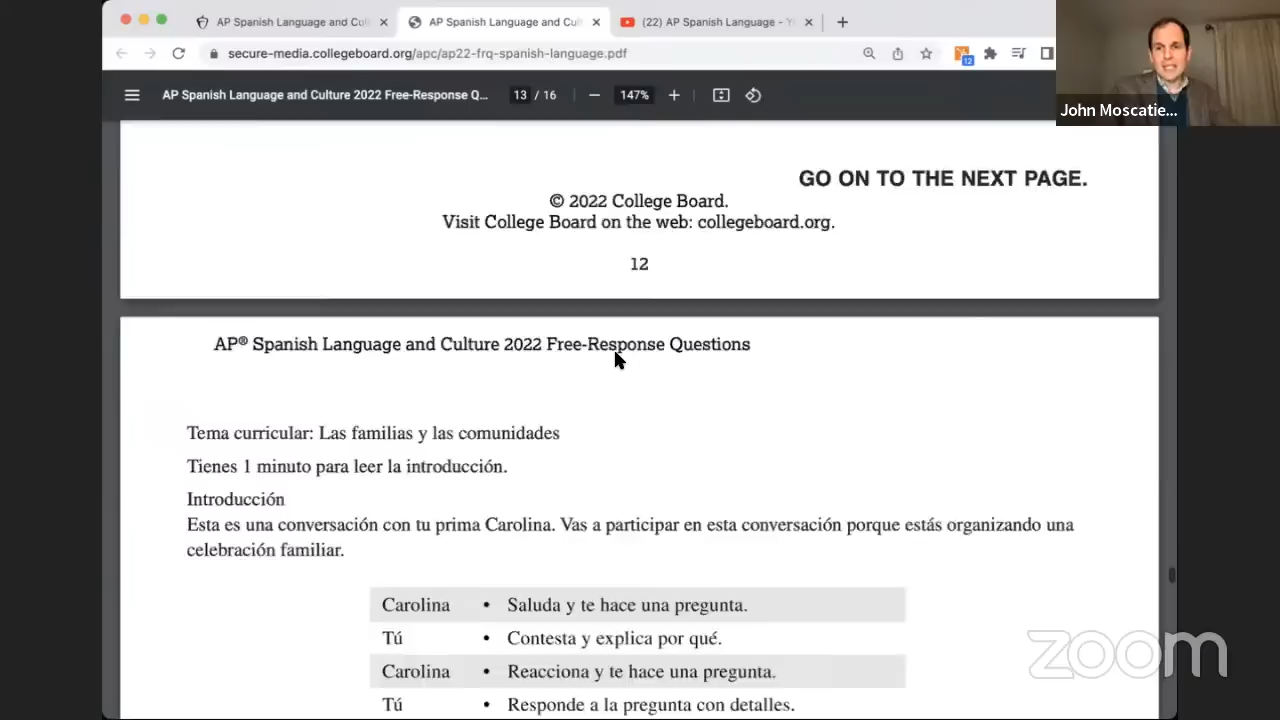 AP Spanish Language and Cul
AP Spanish Language and Cul
(22) AP Spanish Language - Y
secure-media.collegeboard.org/apc/ap22-frq-spanish-language.pdf
12
AP Spanish Language and Culture 2022 Free-Response Q...
13 / 16
147%
John Moscatie...
GO ON TO THE NEXT PAGE.
© 2022 College Board.
Visit College Board on the web: collegeboard.org.
12
AP® Spanish Language and Culture 2022 Free-Response Questions
Tema curricular: Las familias y las comunidades
Tienes 1 minuto para leer la introducción.
Introducción
Esta es una conversación con tu prima Carolina. Vas a participar en esta conversación porque estás organizando una
celebración familiar.
Carolina • Saluda y te hace una pregunta.
Tú • Contesta y explica por qué.
Carolina • Reacciona y te hace una pregunta.
Tú • Responde a la pregunta con detalles.
zoom